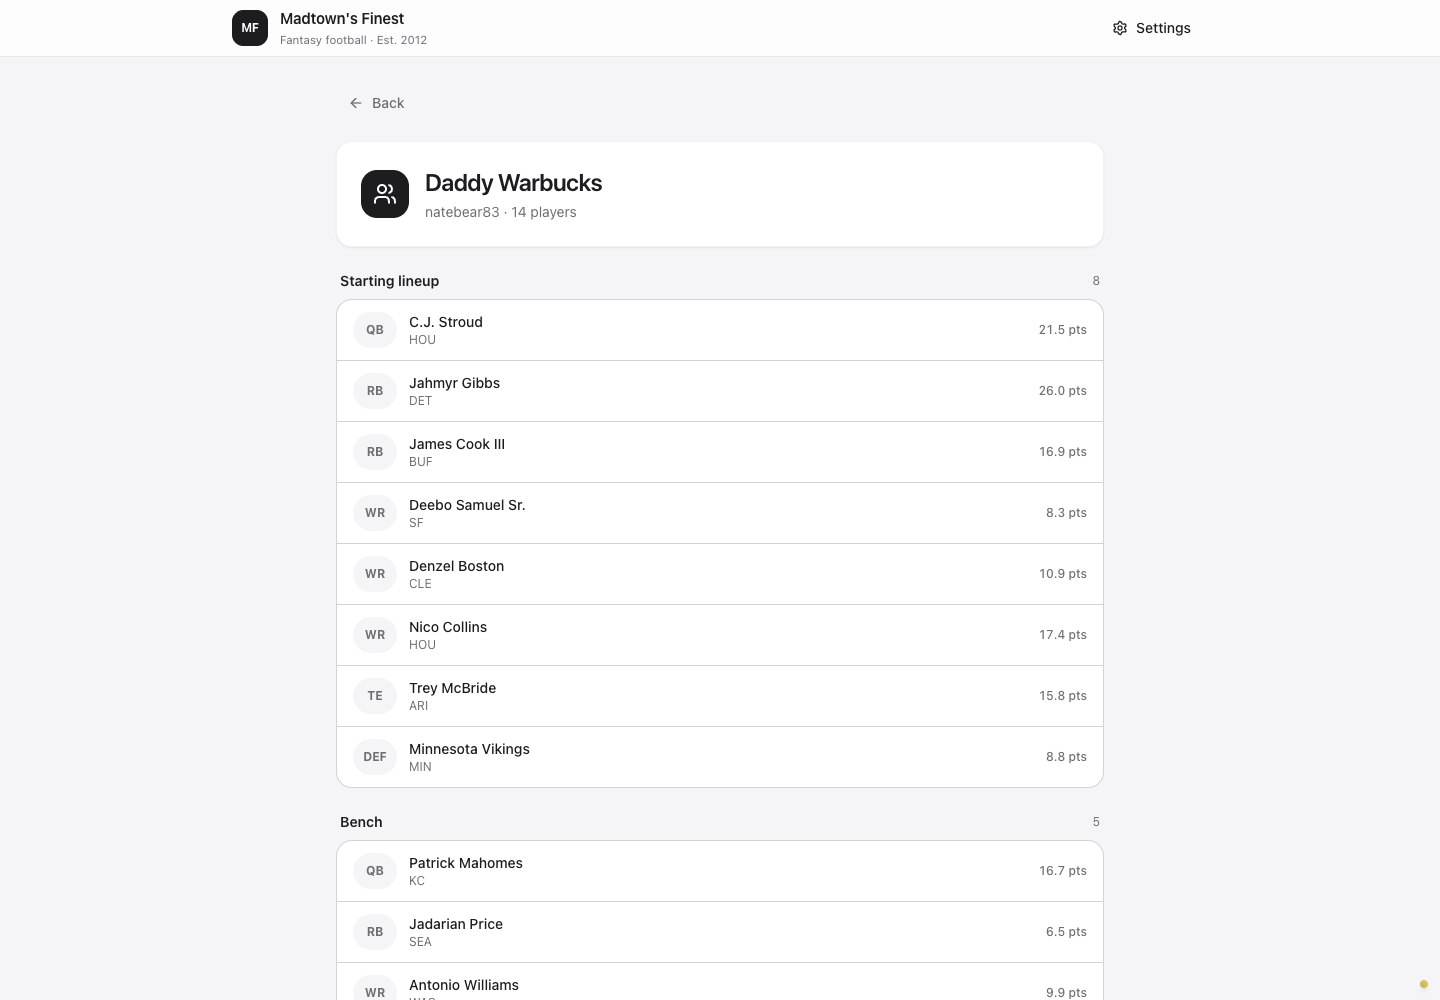 MF
Madtown's Finest
Fantasy football · Est. 2012
Settings
Back
Daddy Warbucks
natebear83 · 14 players
Starting lineup
8
QB
C.J. Stroud
HOU
21.5 pts
RB
Jahmyr Gibbs
DET
26.0 pts
RB
James Cook III
BUF
16.9 pts
WR
Deebo Samuel Sr.
SF
8.3 pts
WR
Denzel Boston
CLE
10.9 pts
WR
Nico Collins
HOU
17.4 pts
TE
Trey McBride
ARI
15.8 pts
DEF
Minnesota Vikings
MIN
8.8 pts
Bench
5
QB
Patrick Mahomes
KC
16.7 pts
RB
Jadarian Price
SEA
6.5 pts
WR
Antonio Williams
9.9 pts